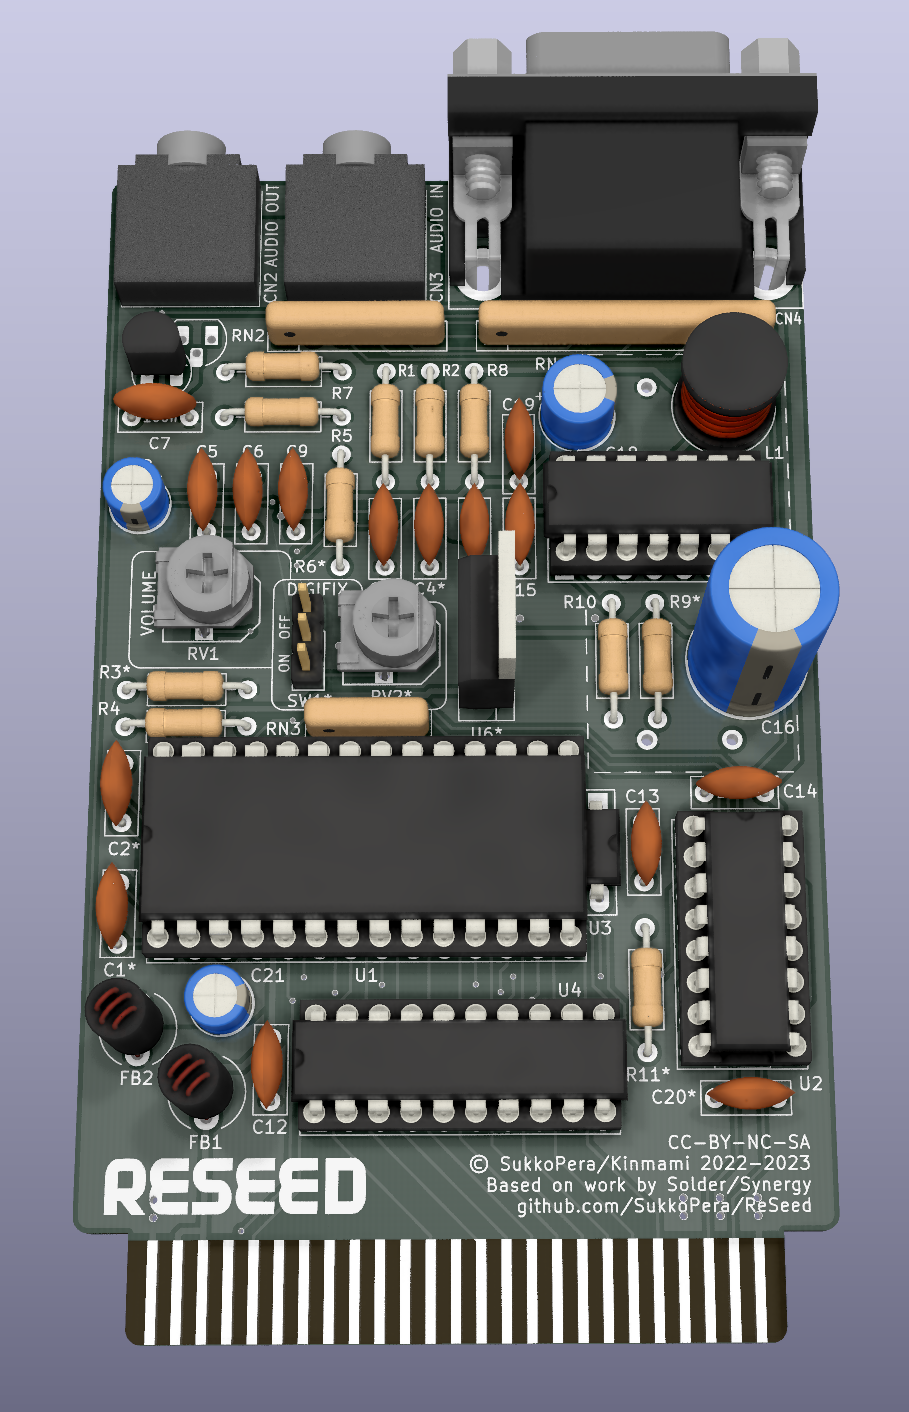 CN2 AUDIO OUT
CN3 AUDIO IN
CN4
RN2
R7
R5
R1
R2
R8
C7
C5
C6
C9
L1
R6*
DIGIFIX
OFF
ON
VOLUME
RV1
RV2*
SW1*
R10
R9*
C16
R3*
R4
RN3
U6*
C14
C13
C2*
U3
C1*
C21
U1
U4
FB2
R11*
C20*
U2
C12
FB1
RESEED
CC-BY-NC-SA
© SukkoPera/Kinmami 2022-2023
Based on work by Solder/Synergy
github.com/SukkoPera/ReSeed